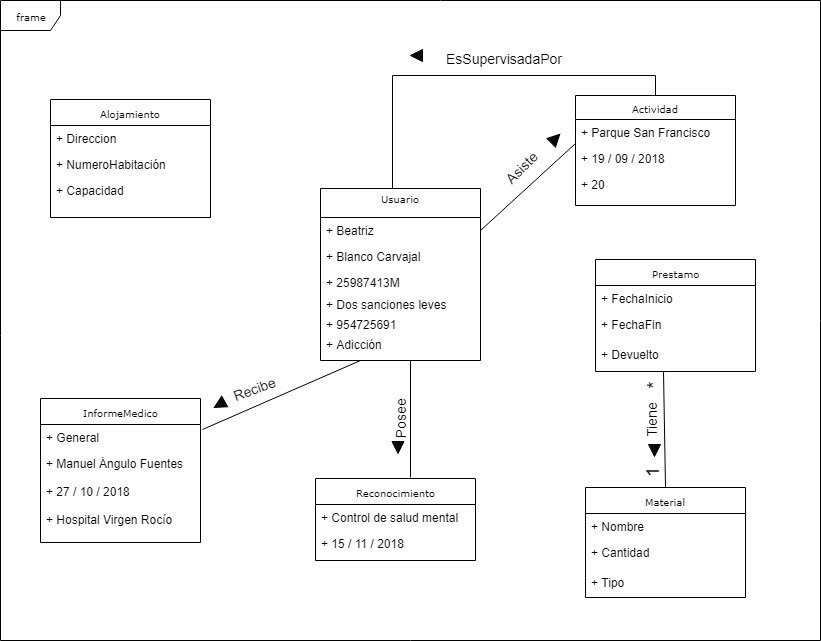 frame
EsSupervisadaPor
Alojamiento
+ Direccion
+ NumeroHabitación
+ Capacidad
Actividad
+ Parque San Francisco
+ 19 / 09 / 2018
+ 20
Asiste
Usuario
+ Beatriz
+ Blanco Carvajal
+ 25987413M
+ Dos sanciones leves
+ 954725691
+ Adicción
Prestamo
+ FechaInicio
+ FechaFin
+ Devuelto
Recibe
Posee
*
Tiene
1
InformeMedico
+ General
+ Manuel Ángulo Fuentes
+ 27 / 10 / 2018
+ Hospital Virgen Rocío
Reconocimiento
+ Control de salud mental
+ 15 / 11 / 2018
Material
+ Nombre
+ Cantidad
+ Tipo